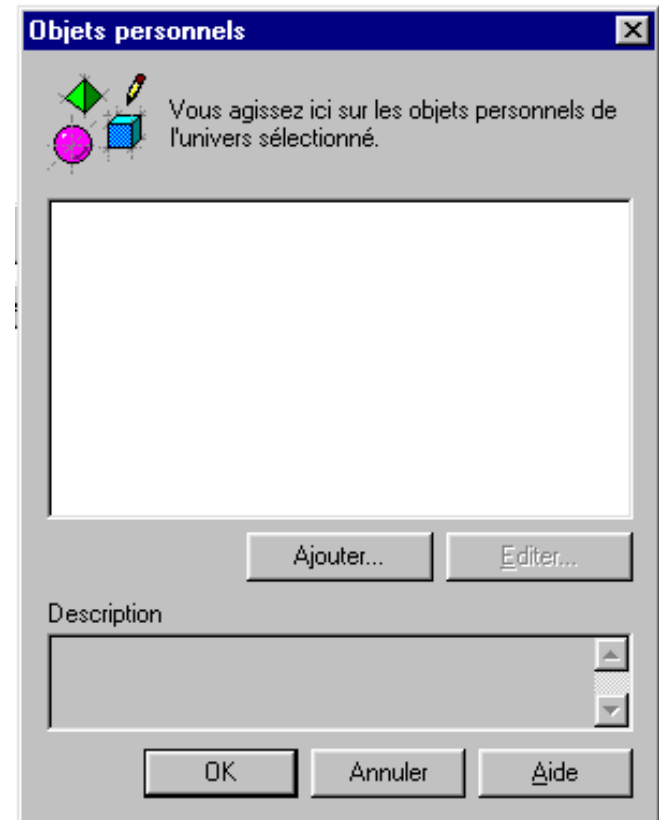 Objets personnels
Vous agissez ici sur les objets personnels de
l'univers sélectionné.
Ajouter...
Editer...
Description
OK
Annuler
Aide